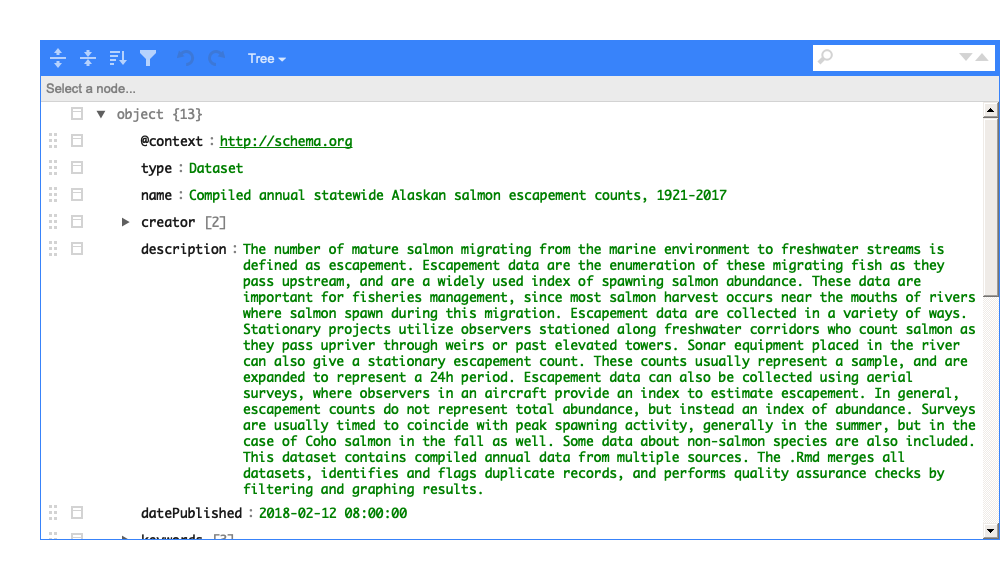 Tree
Select a node...
object {13}
@context : http://schema.org
type : Dataset
name : Compiled annual statewide Alaskan salmon escapement counts, 1921-2017
creator [2]
description : The number of mature salmon migrating from the marine environment to freshwater streams is
defined as escapement. Escapement data are the enumeration of these migrating fish as they
pass upstream, and are a widely used index of spawning salmon abundance. These data are
important for fisheries management, since most salmon harvest occurs near the mouths of rivers
where salmon spawn during this migration. Escapement data are collected in a variety of ways.
Stationary projects utilize observers stationed along freshwater corridors who count salmon as
they pass upriver through weirs or past elevated towers. Sonar equipment placed in the river
can also give a stationary escapement count. These counts usually represent a sample, and are
expanded to represent a 24h period. Escapement data can also be collected using aerial
surveys, where observers in an aircraft provide an index to estimate escapement. In general,
escapement counts do not represent total abundance, but instead an index of abundance. Surveys
are usually timed to coincide with peak spawning activity, generally in the summer, but in the
case of Coho salmon in the fall as well. Some data about non-salmon species are also included.
This dataset contains compiled annual data from multiple sources. The .Rmd merges all
datasets, identifies and flags duplicate records, and performs quality assurance checks by
filtering and graphing results.
datePublished : 2018-02-12 08:00:00
keywords [3]